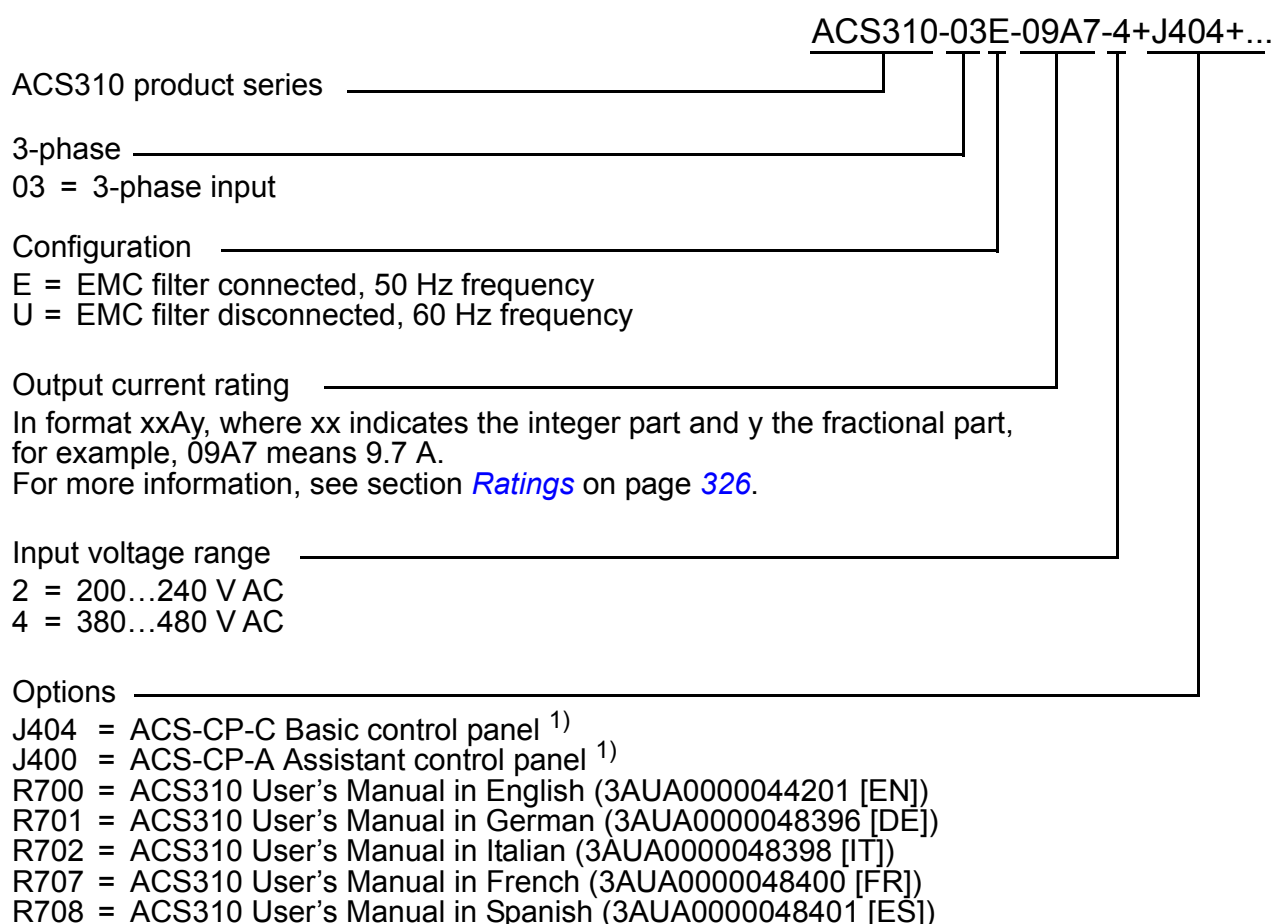 ACS310-03E-09A7-4+J404+...
ACS310 product series
3-phase
03 = 3-phase input
Configuration
E = EMC filter connected, 50 Hz frequency
U = EMC filter disconnected, 60 Hz frequency
Output current rating
In format xxAy, where xx indicates the integer part and y the fractional part,
for example, 09A7 means 9.7 A.
For more information, see section Ratings on page 326.
Input voltage range
2 = 200…240 V AC
4 = 380…480 V AC
Options
J404 = ACS-CP-C Basic control panel 1)
J400 = ACS-CP-A Assistant control panel 1)
R700 = ACS310 User’s Manual in English (3AUA0000044201 [EN])
R701 = ACS310 User’s Manual in German (3AUA0000048396 [DE])
R702 = ACS310 User’s Manual in Italian (3AUA0000048398 [IT])
R707 = ACS310 User’s Manual in French (3AUA0000048400 [FR])
R708 = ACS310 User’s Manual in Spanish (3AUA0000048401 [ES])